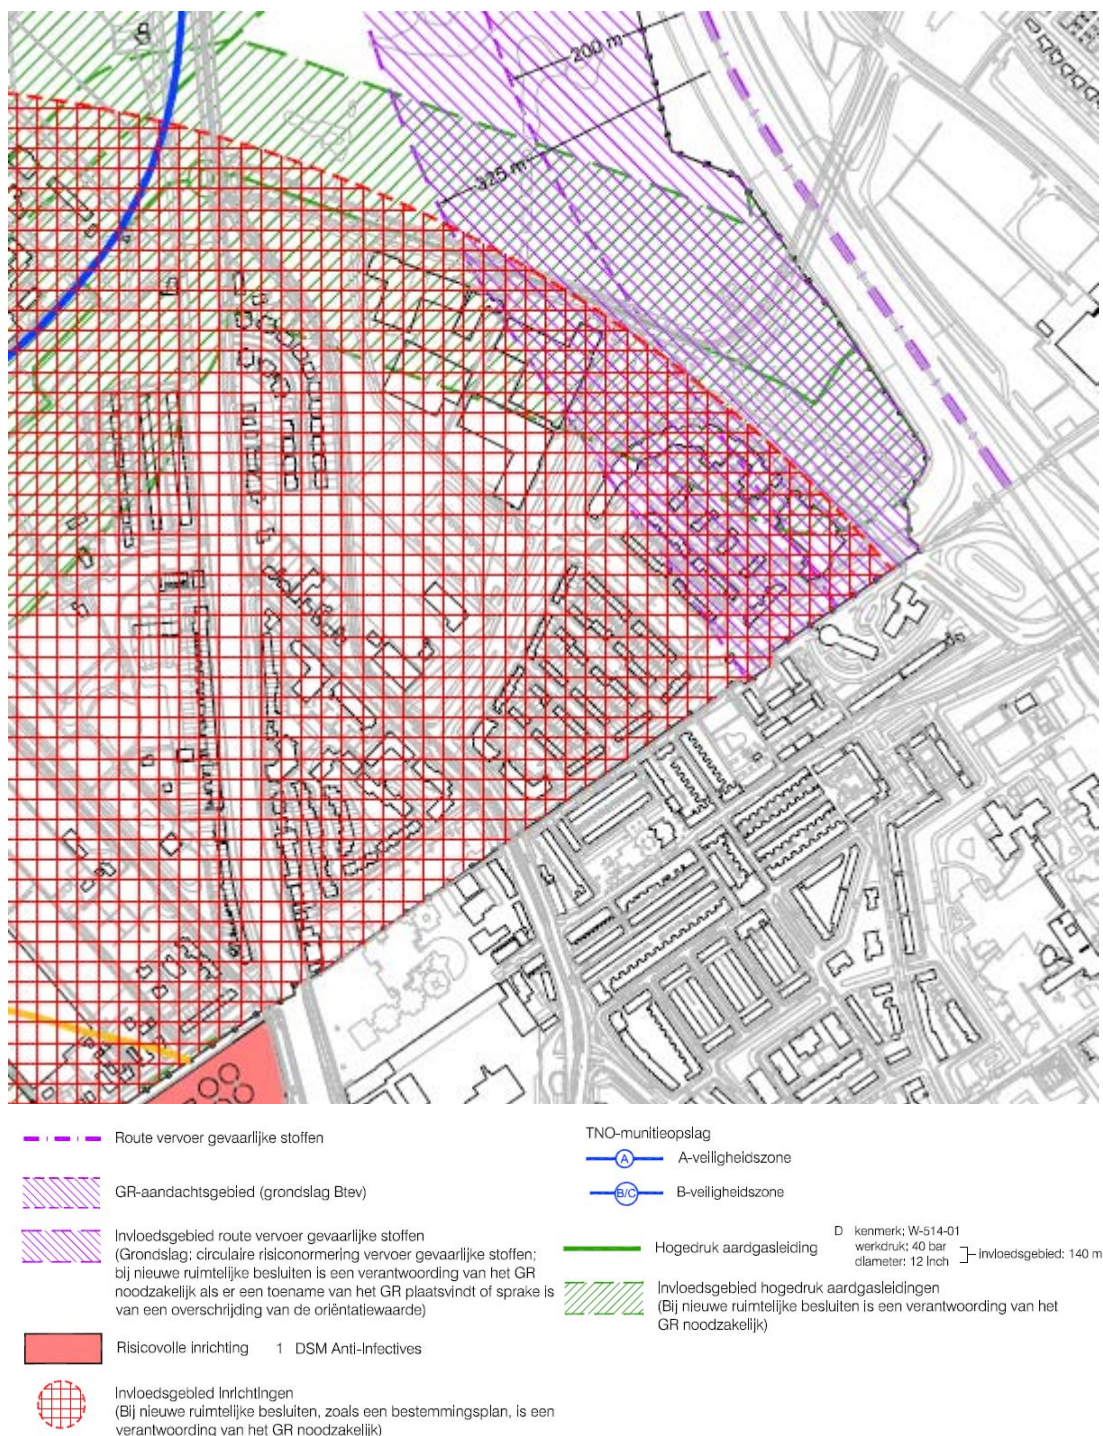 200 m
325 m
Route vervoer gevaarlijke stoffen
GR-aandachtsgebied (grondslag Btev)
Invloedsgebied route vervoer gevaarlijke stoffen
(Grondslag: circulaire risiconormering vervoer gevaarlijke stoffen;
bij nieuwe ruimtelijke besluiten is een verantwoording van het GR
noodzakelijk als er een toename van het GR plaatsvindt of sprake is
van een overschrijding van de oriëntatiewaarde)
Risicovolle inrichting 1 DSM Anti-Infectives
Invloedsgebied Inrichtingen
(Bij nieuwe ruimtelijke besluiten, zoals een bestemmingsplan, is een
verantwoording van het GR noodzakelijk)
TNO-munitieopslag
A A-veiligheidszone
B/C B-veiligheidszone
Hogedruk aardgasleiding
D kenmerk: W-514-01
werkdruk: 40 bar
diameter: 12 Inch
invloedsgebied: 140 m
Invloedsgebied hogedruk aardgasleidingen
(Bij nieuwe ruimtelijke besluiten is een verantwoording van het
GR noodzakelijk)